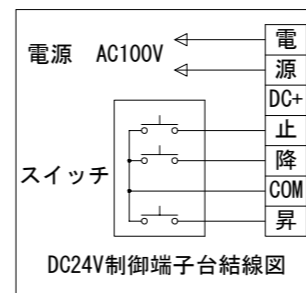 電源 AC100V
電
源
DC+
止
降
COM
昇
スイッチ
DC24V制御端子台結線図